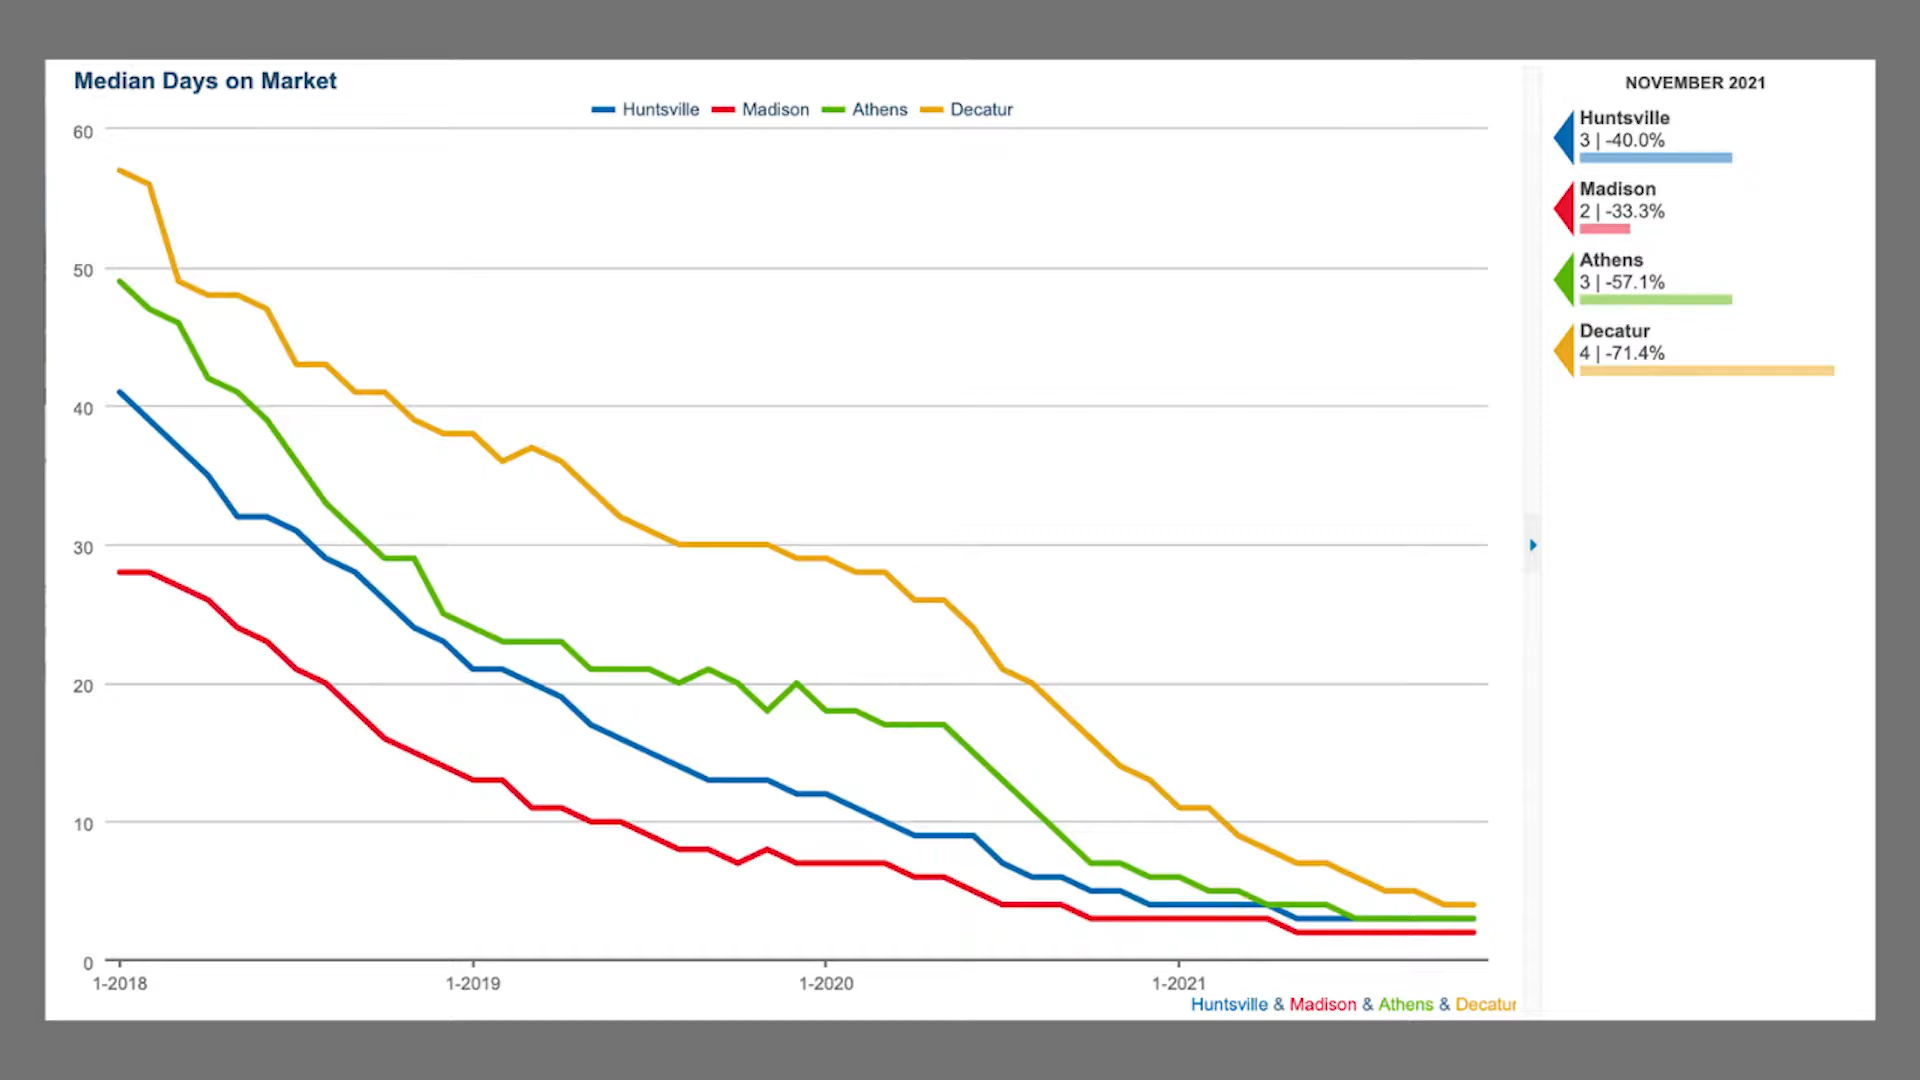 Median Days on Market
Huntsville Madison Athens Decatur
60
50
40
30
20
10
0
1-2018 1-2019 1-2020 1-2021
Huntsville & Madison & Athens & Decatur
NOVEMBER 2021
Huntsville
3 | -40.0%
Madison
2 | -33.3%
Athens
3 | -57.1%
Decatur
4 | -71.4%